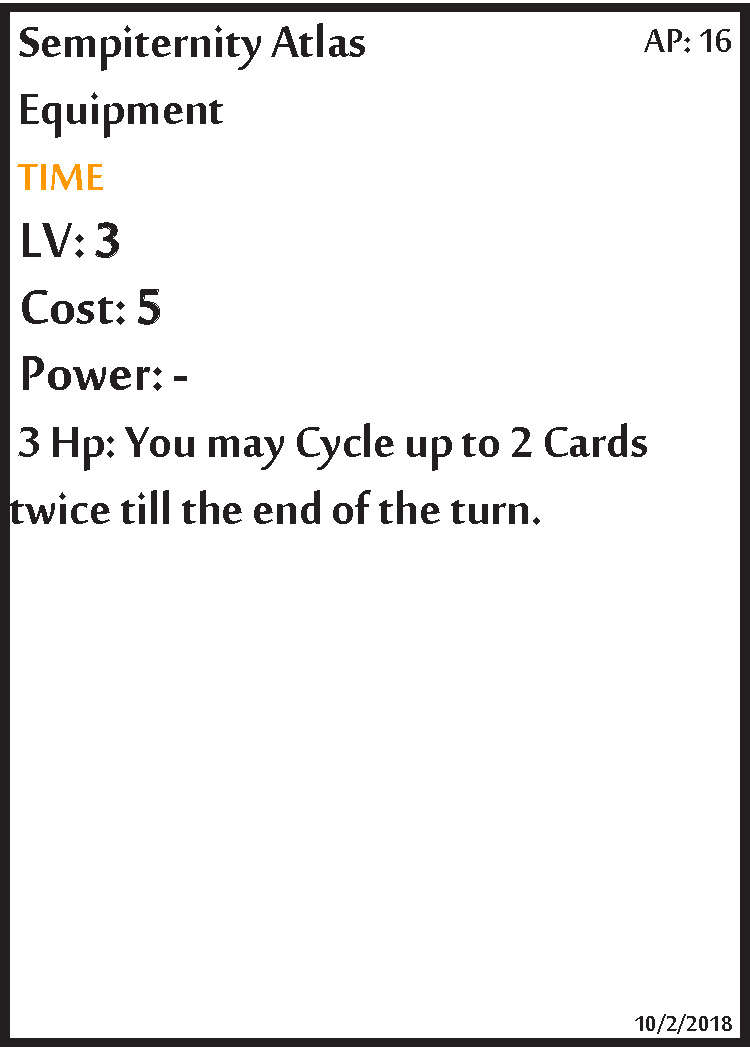 Sempiternity Atlas
AP: 16
Equipment
TIME
LV: 3
Cost: 5
Power: -
3 Hp: You may Cycle up to 2 Cards
twice till the end of the turn.
10/2/2018